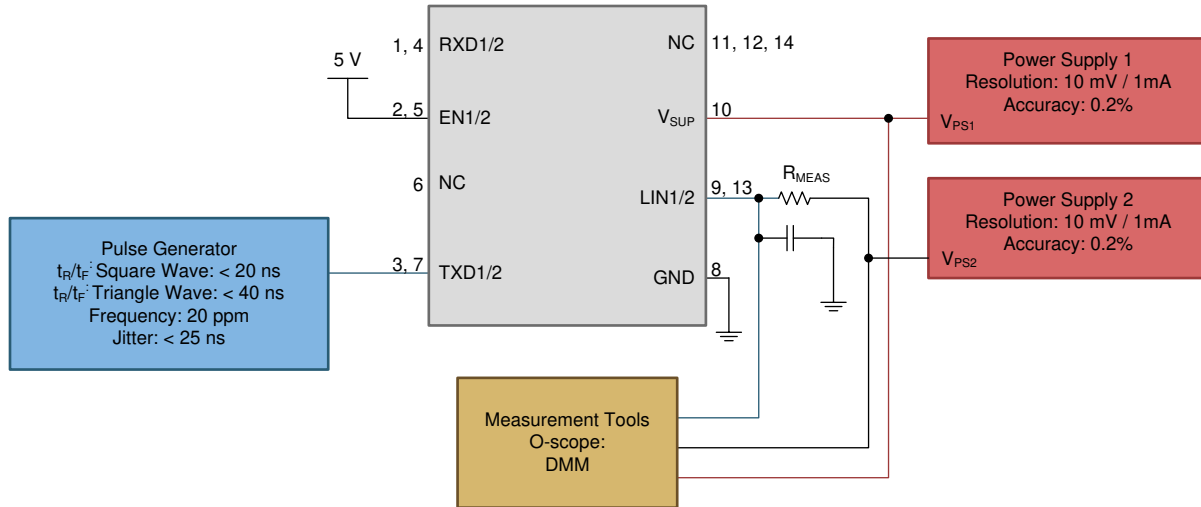 5 V
1, 4
RXD1/2
NC
11, 12, 14
2, 5
EN1/2
VSUP
10
6
NC
LIN1/2
9, 13
RMEAS
3, 7
TXD1/2
GND
8
Power Supply 1
Resolution: 10 mV / 1mA
Accuracy: 0.2%
VPS1
Power Supply 2
Resolution: 10 mV / 1mA
Accuracy: 0.2%
VPS2
Pulse Generator
tR/tF: Square Wave: < 20 ns
tR/tF: Triangle Wave: < 40 ns
Frequency: 20 ppm
Jitter: < 25 ns
Measurement Tools
O-scope:
DMM